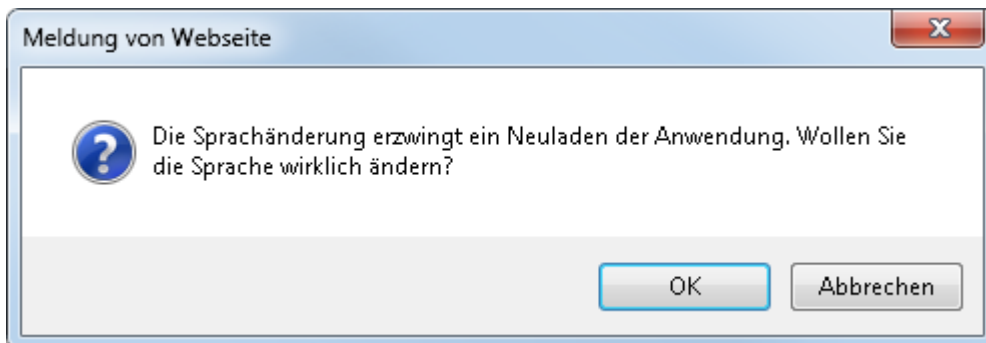 Meldung von Webseite
Die Sprachänderung erzwingt ein Neuladen der Anwendung. Wollen Sie
die Sprache wirklich ändern?
OK
Abbrechen